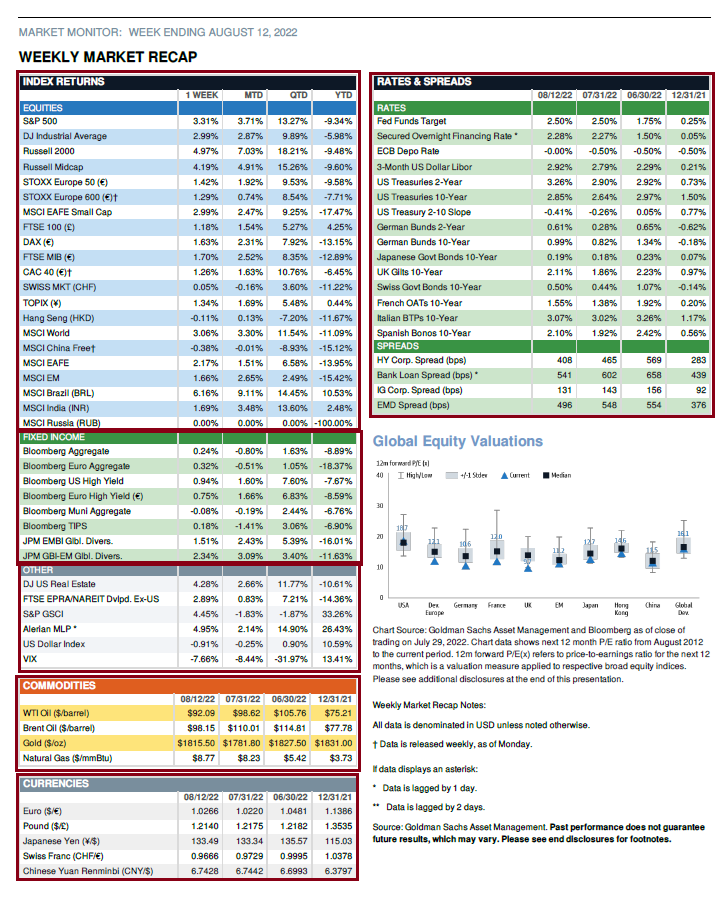 MARKET MONITOR: WEEK ENDING AUGUST 12, 2022
WEEKLY MARKET RECAP
INDEX RETURNS
1 WEEK MTD QTD YTD
EQUITIES
S&P 500 3.31% 3.71% 13.27% -9.34%
DJ Industrial Average 2.99% 2.87% 9.89% -5.98%
Russell 2000 4.97% 7.03% 18.21% -9.48%
Russell Midcap 4.19% 4.91% 15.26% -9.60%
STOXX Europe 50 (€) 1.42% 1.92% 9.53% -9.58%
STOXX Europe 600 (€)† 1.29% 0.74% 8.54% -7.71%
MSCI EAFE Small Cap 2.99% 2.47% 9.25% -17.47%
FTSE 100 (£) 1.18% 1.54% 5.27% 4.25%
DAX (€) 1.63% 2.31% 7.92% -13.15%
FTSE MIB (€) 1.70% 2.52% 8.35% -12.89%
CAC 40 (€)† 1.26% 1.63% 10.76% -6.45%
SWISS MKT (CHF) 0.05% -0.16% 3.60% -11.22%
TOPIX (¥) 1.34% 1.69% 5.48% 0.44%
Hang Seng (HKD) -0.11% 0.13% -7.20% -11.67%
MSCI World 3.06% 3.30% 11.54% -11.09%
MSCI China Free† -0.38% -0.01% -8.93% -15.12%
MSCI EAFE 2.17% 1.51% 6.58% -13.95%
MSCI EM 1.66% 2.65% 2.49% -15.42%
MSCI Brazil (BRL) 6.16% 9.11% 14.45% 10.53%
MSCI India (INR) 1.69% 3.48% 13.60% 2.48%
MSCI Russia (RUB) 0.00% 0.00% 0.00% -100.00%
FIXED INCOME
Bloomberg Aggregate 0.24% -0.80% 1.63% -8.89%
Bloomberg Euro Aggregate 0.32% -0.51% 1.05% -18.37%
Bloomberg US High Yield 0.94% 1.60% 7.60% -7.67%
Bloomberg Euro High Yield (€) 0.75% 1.66% 6.83% -8.59%
Bloomberg Muni Aggregate -0.08% -0.19% 2.44% -6.76%
Bloomberg TIPS 0.18% -1.41% 3.06% -6.90%
JPM EMBI Glbl. Divers. 1.51% 2.43% 5.39% -16.01%
JPM GBI-EM Glbl. Divers. 2.34% 3.09% 3.40% -11.63%
OTHER
DJ US Real Estate 4.28% 2.66% 11.77% -10.61%
FTSE EPRA/NAREIT Dvlpd. Ex-US 2.89% 0.83% 7.21% -14.36%
S&P GSCI 4.45% -1.83% -1.87% 33.26%
Alerian MLP * 4.95% 2.14% 14.90% 26.43%
US Dollar Index -0.91% -0.25% 0.90% 10.59%
VIX -7.66% -8.44% -31.97% 13.41%
COMMODITIES
08/12/22 07/31/22 06/30/22 12/31/21
WTI Oil ($/barrel) $92.09 $98.62 $105.76 $75.21
Brent Oil ($/barrel) $98.15 $110.01 $114.81 $77.78
Gold ($/oz) $1815.50 $1781.80 $1827.50 $1831.00
Natural Gas ($/mmBtu) $8.77 $8.23 $5.42 $3.73
CURRENCIES
08/12/22 07/31/22 06/30/22 12/31/21
Euro ($/€) 1.0266 1.0220 1.0481 1.1386
Pound ($/£) 1.2140 1.2175 1.2182 1.3535
Japanese Yen (¥/$) 133.49 133.34 135.57 115.03
Swiss Franc (CHF/€) 0.9666 0.9729 0.9995 1.0378
Chinese Yuan Renminbi (CNY/$) 6.7428 6.7442 6.6993 6.3797
RATES & SPREADS
08/12/22 07/31/22 06/30/22 12/31/21
RATES
Fed Funds Target 2.50% 2.50% 1.75% 0.25%
Secured Overnight Financing Rate * 2.28% 2.27% 1.50% 0.05%
ECB Depo Rate -0.00% -0.50% -0.50% -0.50%
3-Month US Dollar Libor 2.92% 2.79% 2.29% 0.21%
US Treasuries 2-Year 3.26% 2.90% 2.92% 0.73%
US Treasuries 10-Year 2.85% 2.64% 2.97% 1.50%
US Treasury 2-10 Slope -0.41% -0.26% 0.05% 0.77%
German Bunds 2-Year 0.61% 0.28% 0.65% -0.62%
German Bunds 10-Year 0.99% 0.82% 1.34% -0.18%
Japanese Govt Bonds 10-Year 0.19% 0.18% 0.23% 0.07%
UK Gilts 10-Year 2.11% 1.86% 2.23% 0.97%
Swiss Govt Bonds 10-Year 0.50% 0.44% 1.07% -0.14%
French OATs 10-Year 1.55% 1.38% 1.92% 0.20%
Italian BTPs 10-Year 3.07% 3.02% 3.26% 1.17%
Spanish Bonos 10-Year 2.10% 1.92% 2.42% 0.56%
SPREADS
HY Corp. Spread (bps) 408 465 569 283
Bank Loan Spread (bps) * 541 602 658 439
IG Corp. Spread (bps) 131 143 156 92
EMD Spread (bps) 496 548 554 376
Global Equity Valuations
12m forward P/E (x)
High/Low +/-1 Stdev Current Median
40
30
20
10
0
18.7 12.1 10.6 12.0 9.7 11.2 12.7 14.6 11.5 16.1
USA Dev Europe Germany France UK EM Japan Hong Kong China Global Dev.
Chart Source: Goldman Sachs Asset Management and Bloomberg as of close of
trading on July 29, 2022. Chart data shows next 12 month P/E ratio from August 2012
to the current period. 12m forward P/E(x) refers to price-to-earnings ratio for the next 12
months, which is a valuation measure applied to respective broad equity indices.
Please see additional disclosures at the end of this presentation.
Weekly Market Recap Notes:
All data is denominated in USD unless noted otherwise.
† Data is released weekly, as of Monday.
If data displays an asterisk:
* Data is lagged by 1 day.
** Data is lagged by 2 days.
Source: Goldman Sachs Asset Management. Past performance does not guarantee
future results, which may vary. Please see end disclosures for footnotes.